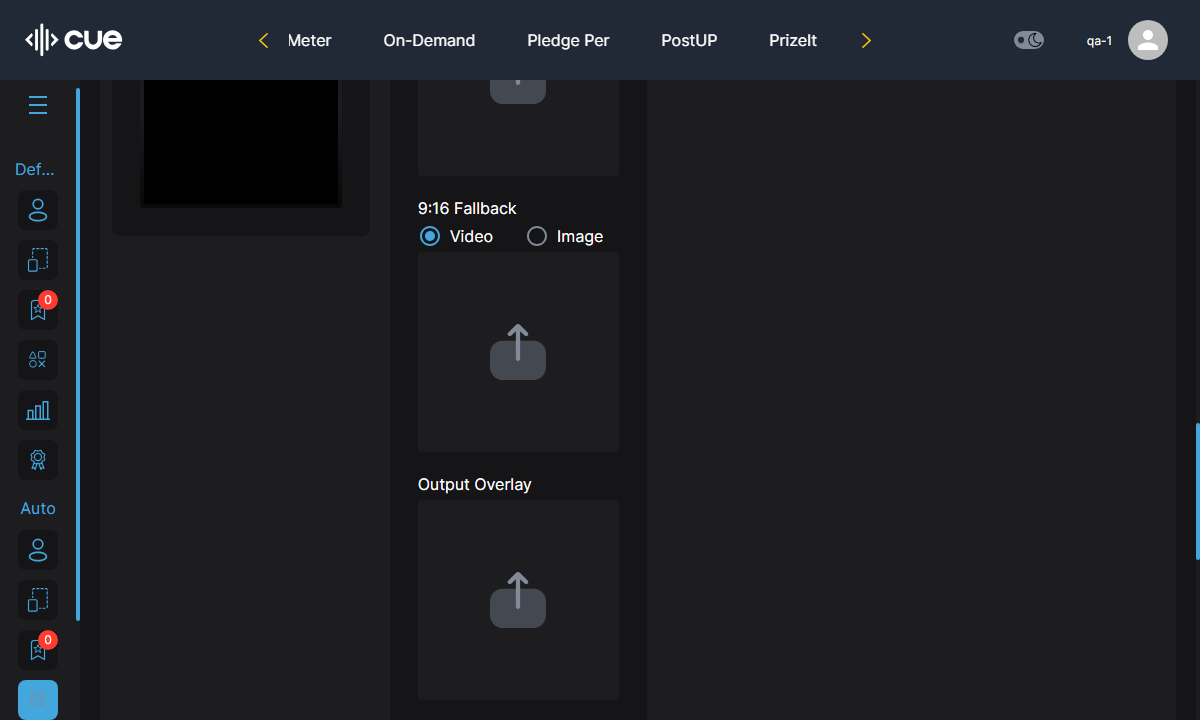 cue
Meter
On-Demand
Pledge Per
PostUP
PrizeIt
qa-1
Def...
0
Auto
0
9:16 Fallback
Video
Image
Output Overlay